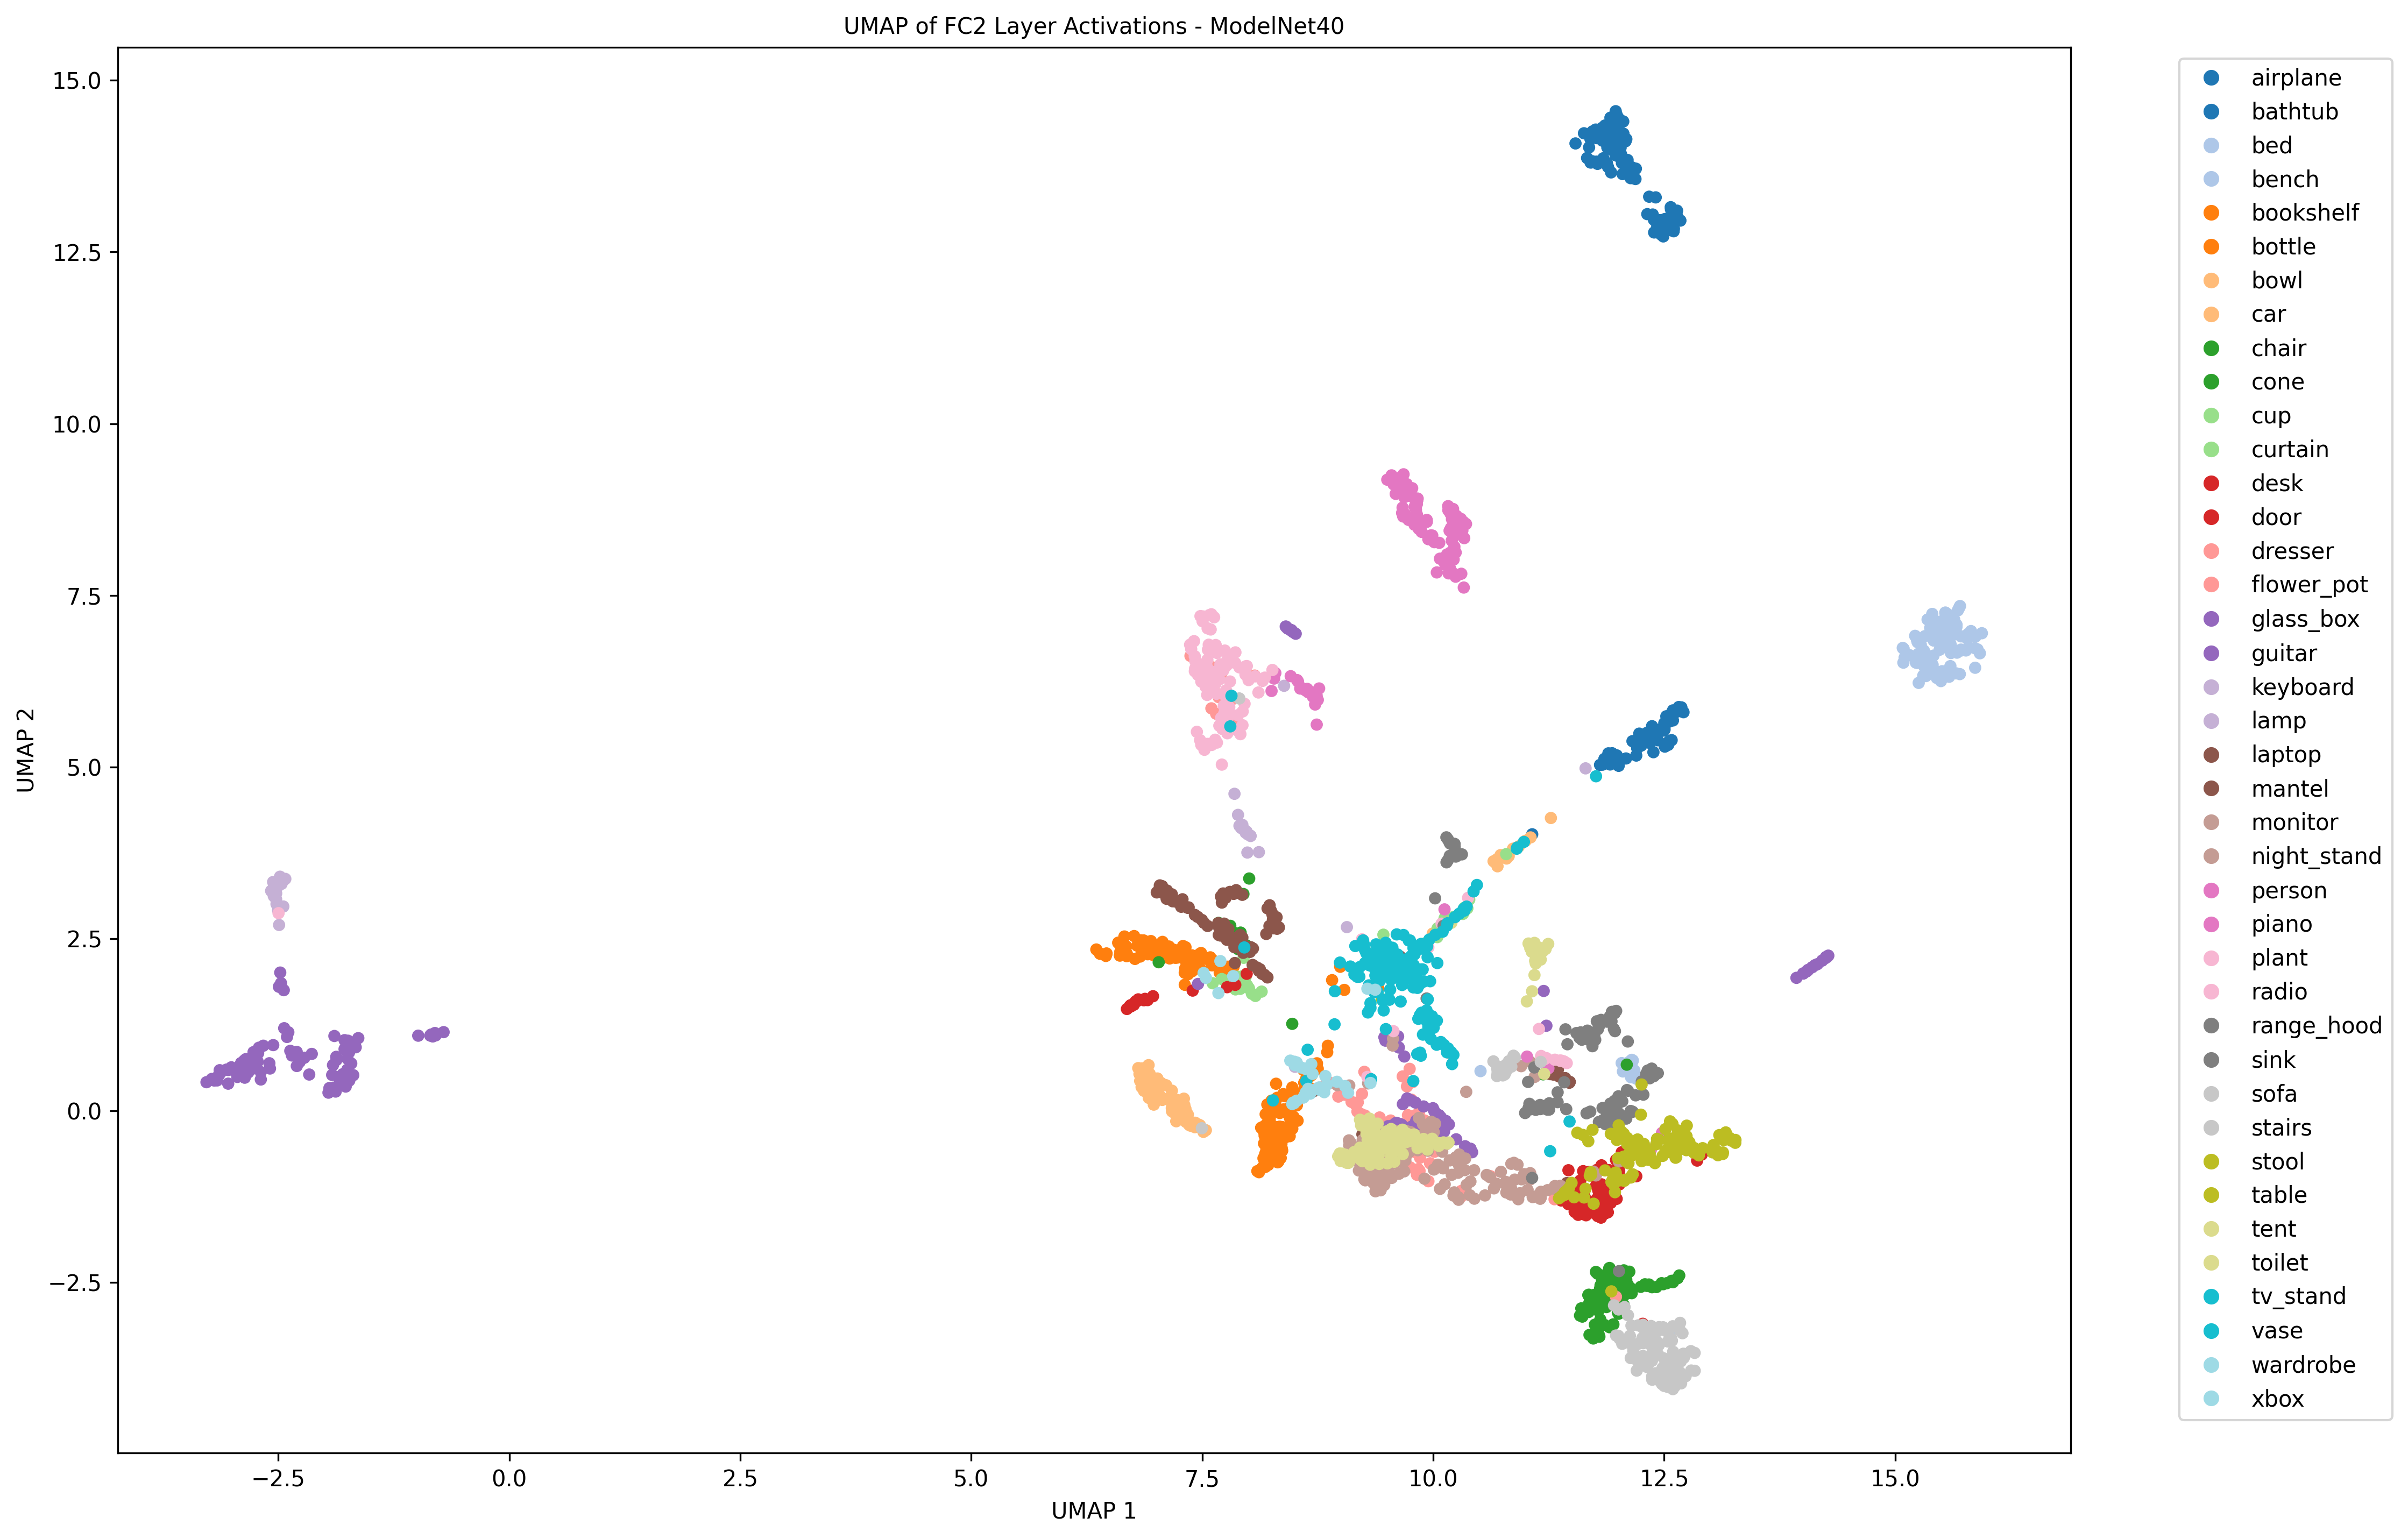 UMAP of FC2 Layer Activations - ModelNet40
15.0
12.5
10.0
7.5
5.0
2.5
0.0
−2.5
UMAP 2
−2.5
0.0
2.5
5.0
7.5
10.0
12.5
15.0
UMAP 1
airplane
bathtub
bed
bench
bookshelf
bottle
bowl
car
chair
cone
cup
curtain
desk
door
dresser
flower_pot
glass_box
guitar
keyboard
lamp
laptop
mantel
monitor
night_stand
person
piano
plant
radio
range_hood
sink
sofa
stairs
stool
table
tent
toilet
tv_stand
vase
wardrobe
xbox